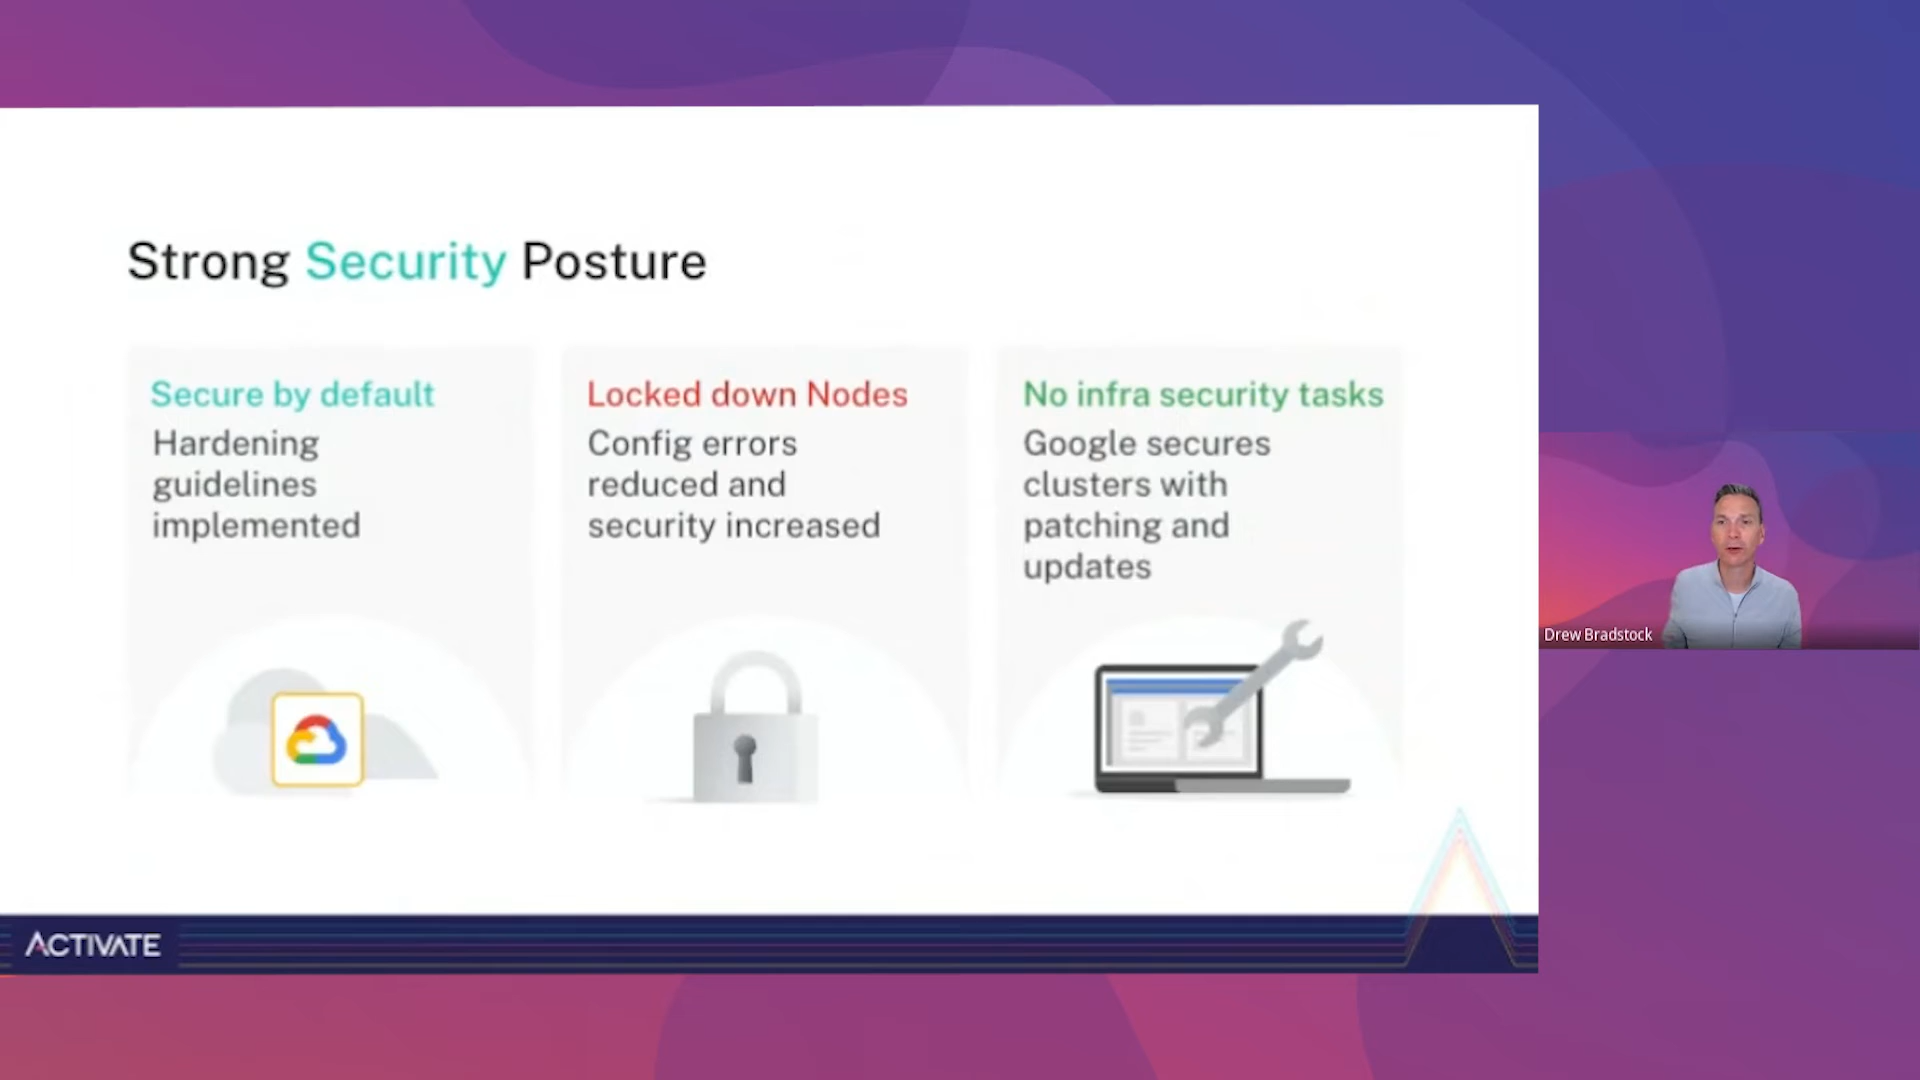 Strong Security Posture
Secure by default
Hardening
guidelines
implemented
Locked down Nodes
Config errors
reduced and
security increased
No infra security tasks
Google secures
clusters with
patching and
updates
Drew Bradstock
ACTIVATE